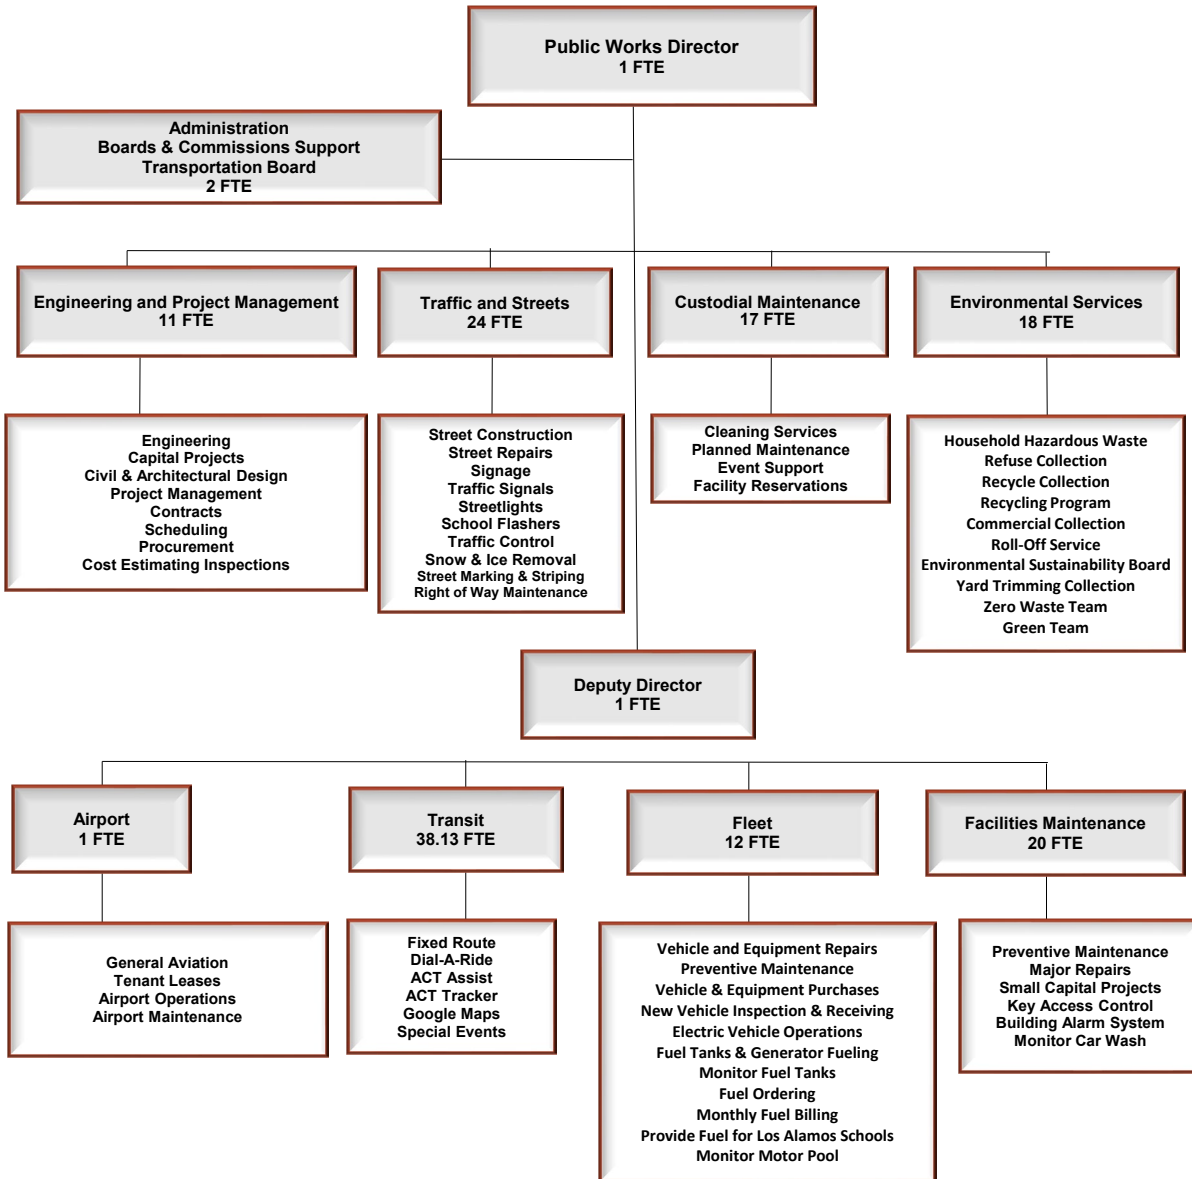 Public Works Director
1 FTE
Administration
Boards & Commissions Support
Transportation Board
2 FTE
Engineering and Project Management
11 FTE
Traffic and Streets
24 FTE
Custodial Maintenance
17 FTE
Environmental Services
18 FTE
Engineering
Capital Projects
Civil & Architectural Design
Project Management
Contracts
Scheduling
Procurement
Cost Estimating Inspections
Street Construction
Street Repairs
Signage
Traffic Signals
Streetlights
School Flashers
Traffic Control
Snow & Ice Removal
Street Marking & Striping
Right of Way Maintenance
Cleaning Services
Planned Maintenance
Event Support
Facility Reservations
Household Hazardous Waste
Refuse Collection
Recycle Collection
Recycling Program
Commercial Collection
Roll-Off Service
Environmental Sustainability Board
Yard Trimming Collection
Zero Waste Team
Green Team
Deputy Director
1 FTE
Airport
1 FTE
Transit
38.13 FTE
Fleet
12 FTE
Facilities Maintenance
20 FTE
General Aviation
Tenant Leases
Airport Operations
Airport Maintenance
Fixed Route
Dial-A-Ride
ACT Assist
ACT Tracker
Google Maps
Special Events
Vehicle and Equipment Repairs
Preventive Maintenance
Vehicle & Equipment Purchases
New Vehicle Inspection & Receiving
Electric Vehicle Operations
Fuel Tanks & Generator Fueling
Monitor Fuel Tanks
Fuel Ordering
Monthly Fuel Billing
Provide Fuel for Los Alamos Schools
Monitor Motor Pool
Preventive Maintenance
Major Repairs
Small Capital Projects
Key Access Control
Building Alarm System
Monitor Car Wash